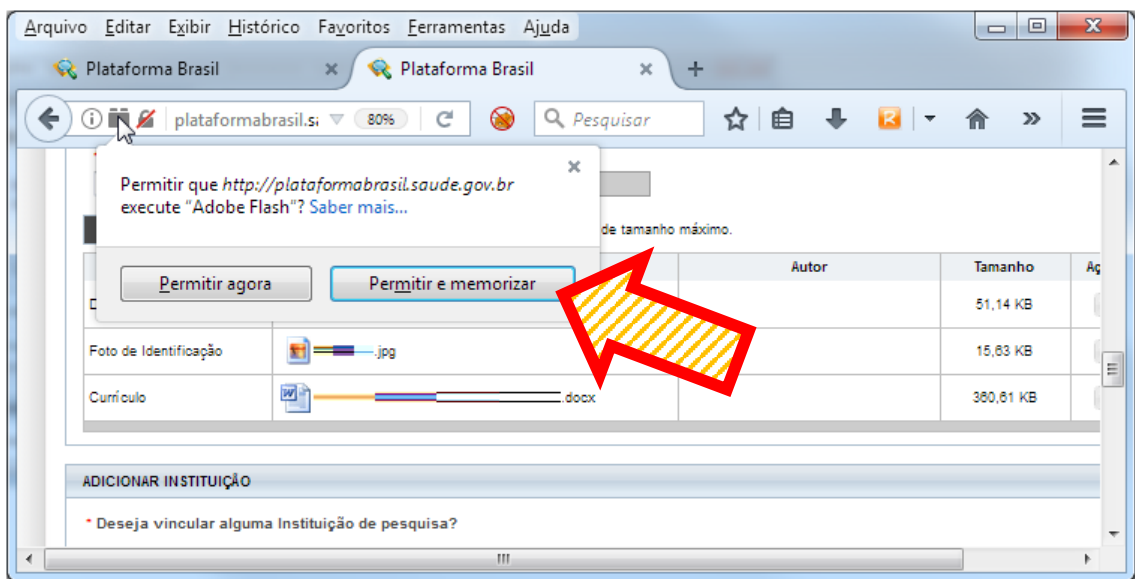 Arquivo Editar Exibir Histórico Favoritos Ferramentas Ajuda
Plataforma Brasil
Plataforma Brasil
plataformabrasil.s
80%
Pesquisar
Permitir que http://plataformabrasil.saude.gov.br
execute "Adobe Flash"? Saber mais...
de tamanho máximo.
Permitir agora
Permitir e memorizar
Autor
Tamanho
Aç
51,14 KB
Foto de Identificação
.jpg
15,63 KB
Currículo
.docx
360,61 KB
ADICIONAR INSTITUIÇÃO
* Deseja vincular alguma Instituição de pesquisa?